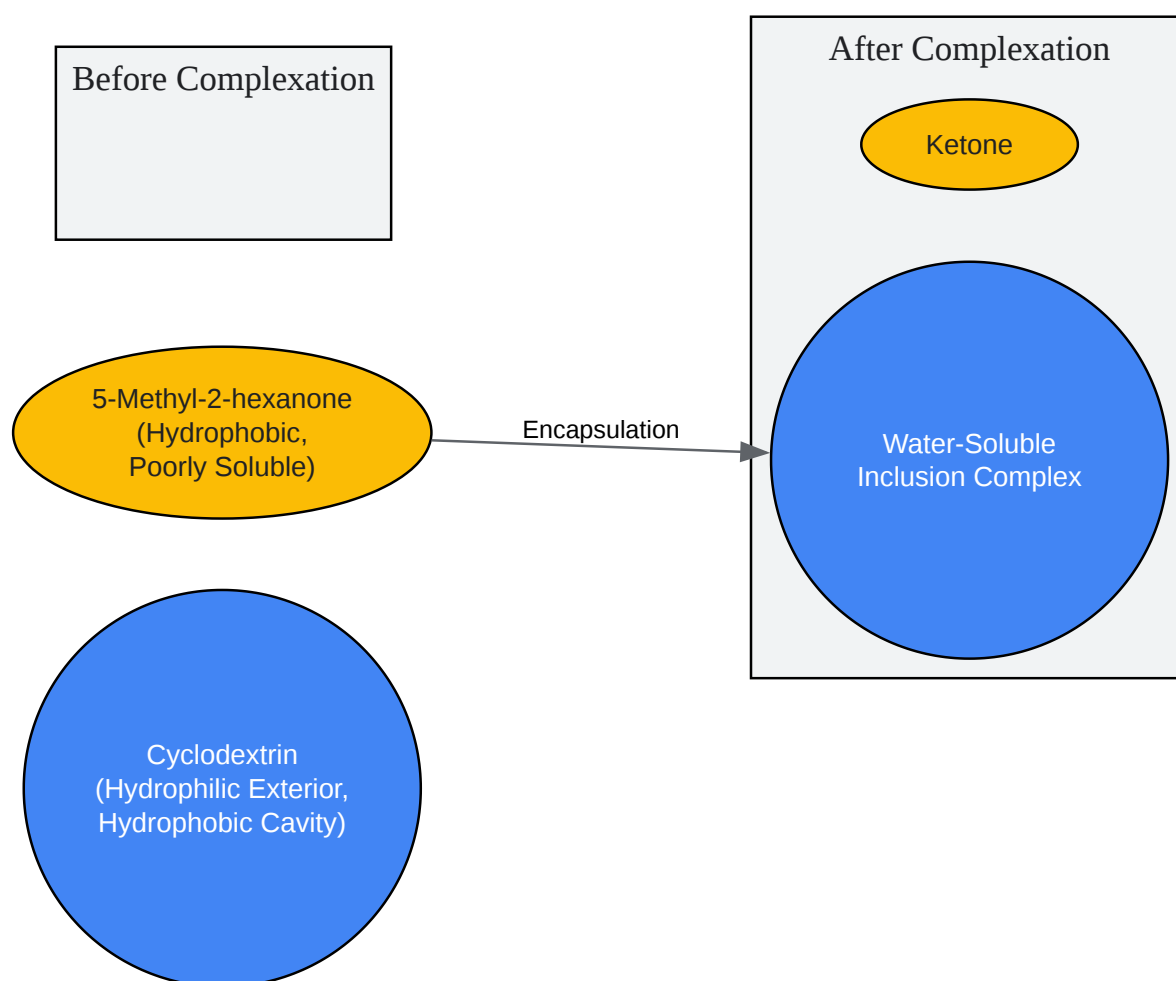 Before Complexation
5-Methyl-2-hexanone
(Hydrophobic,
Poorly Soluble)
Cyclodextrin
(Hydrophilic Exterior,
Hydrophobic Cavity)
Encapsulation
After Complexation
Ketone
Water-Soluble
Inclusion Complex